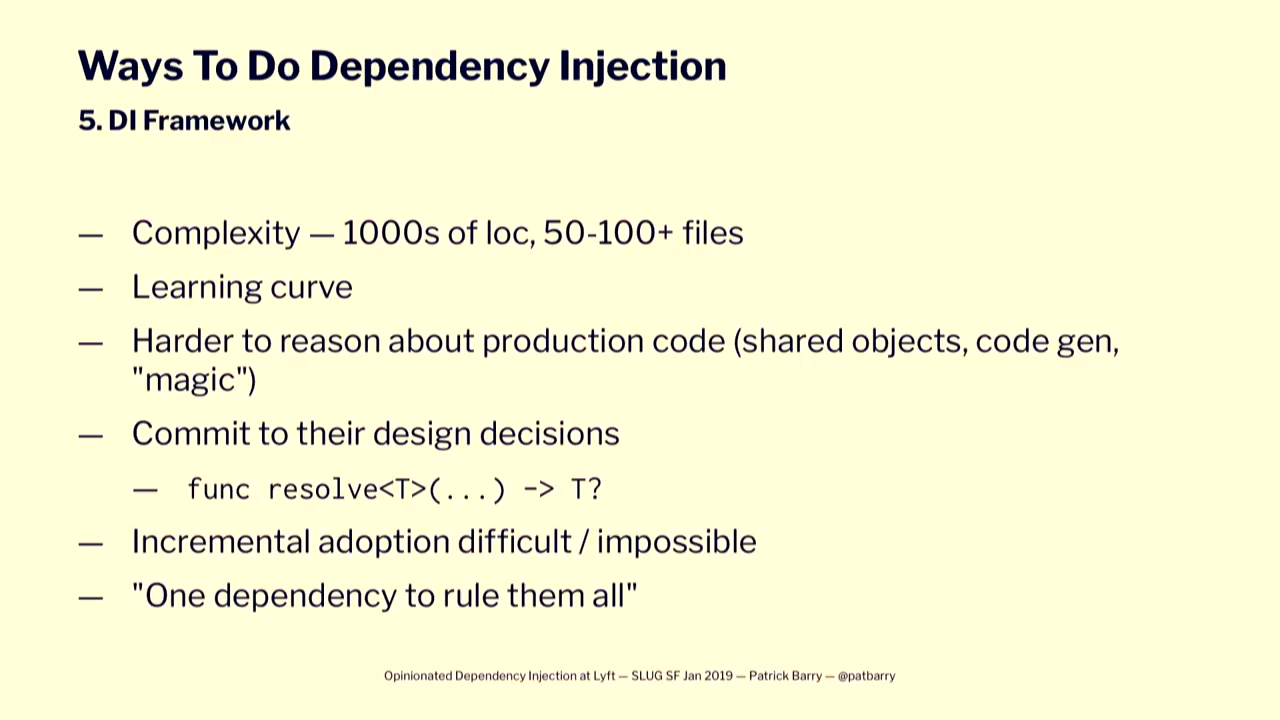 Ways To Do Dependency Injection
5. DI Framework
— Complexity — 1000s of loc, 50-100+ files
— Learning curve
— Harder to reason about production code (shared objects, code gen,
"magic")
— Commit to their design decisions
— func resolve<T>(...) -> T?
— Incremental adoption difficult / impossible
— "One dependency to rule them all"
Opinionated Dependency Injection at Lyft — SLUG SF Jan 2019 — Patrick Barry — @patbarry